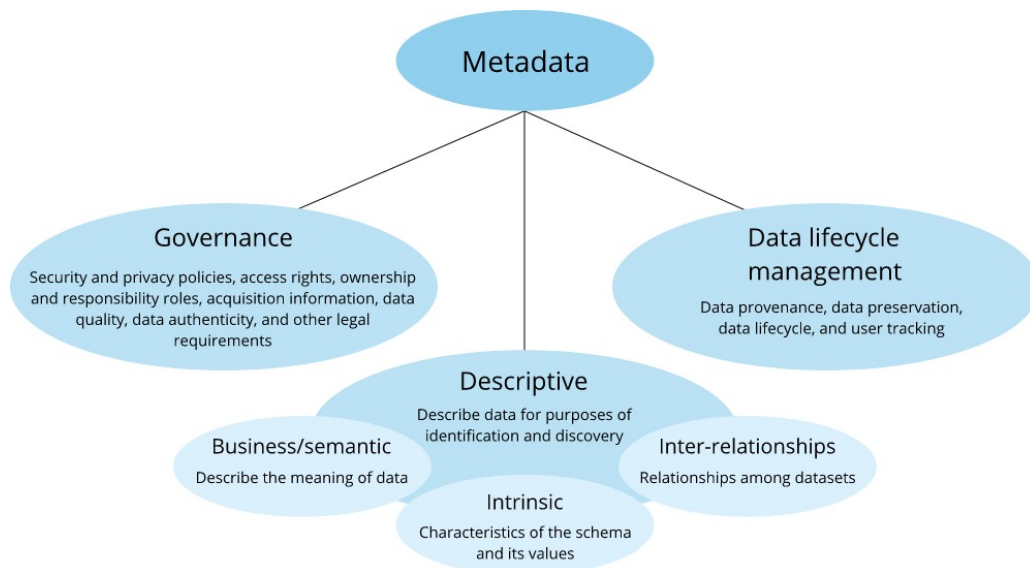 Metadata
Governance
Security and privacy policies, access rights, ownership
and responsibility roles, acquisition information, data
quality, data authenticity, and other legal
requirements
Data lifecycle
management
Data provenance, data preservation,
data lifecycle, and user tracking
Descriptive
Describe data for purposes of
identification and discovery
Business/semantic
Describe the meaning of data
Intrinsic
Characteristics of the schema
and its values
Inter-relationships
Relationships among datasets